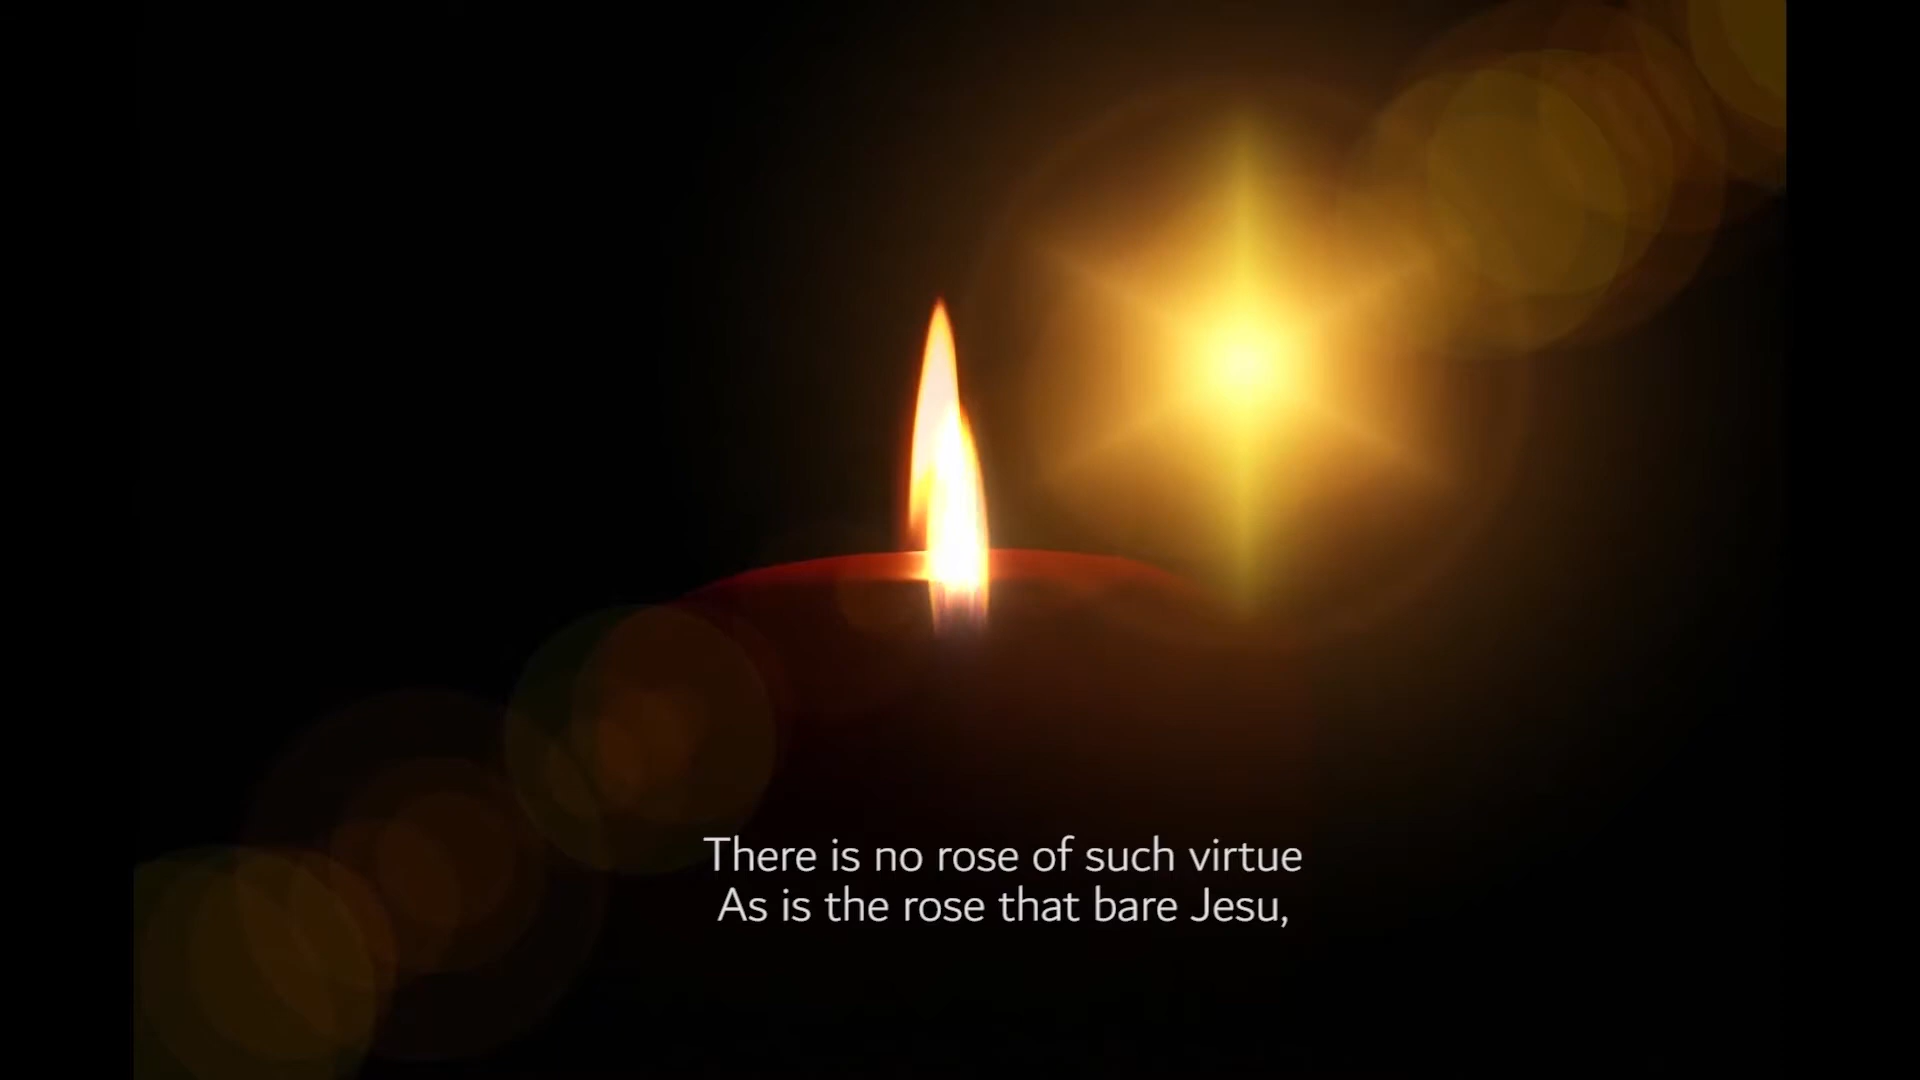 There is no rose of such virtue
As is the rose that bare Jesu,